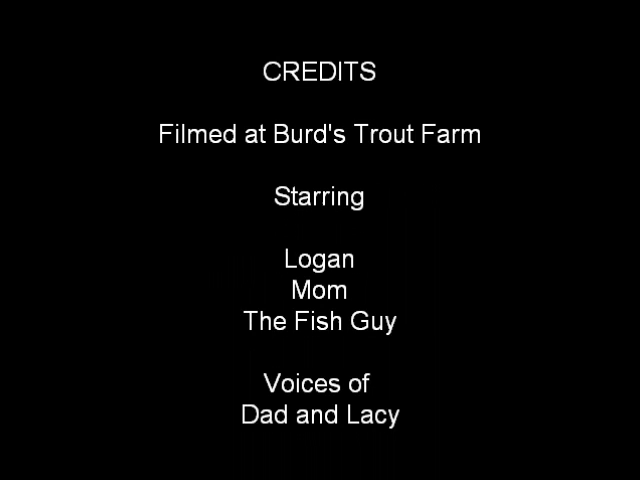 CREDITS
Filmed at Burd's Trout Farm
Starring
Logan
Mom
The Fish Guy
Voices of
Dad and Lacy